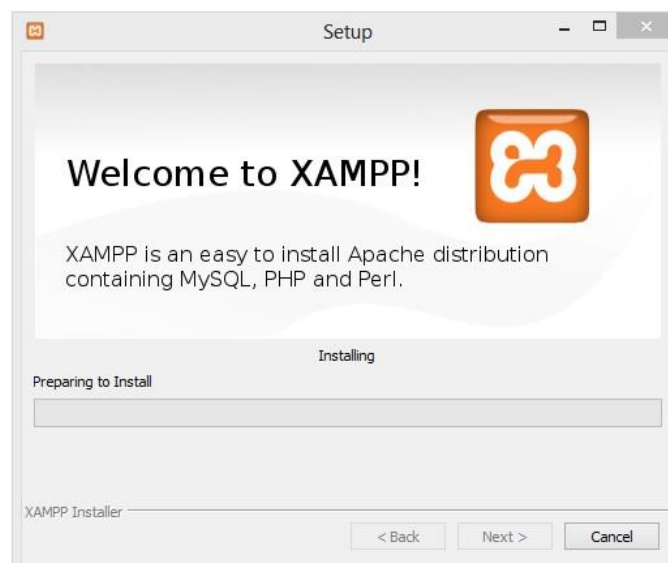 Setup
Welcome to XAMPP!
XAMPP is an easy to install Apache distribution
containing MySQL, PHP and Perl.
Installing
Preparing to Install
XAMPP Installer
< Back
Next >
Cancel